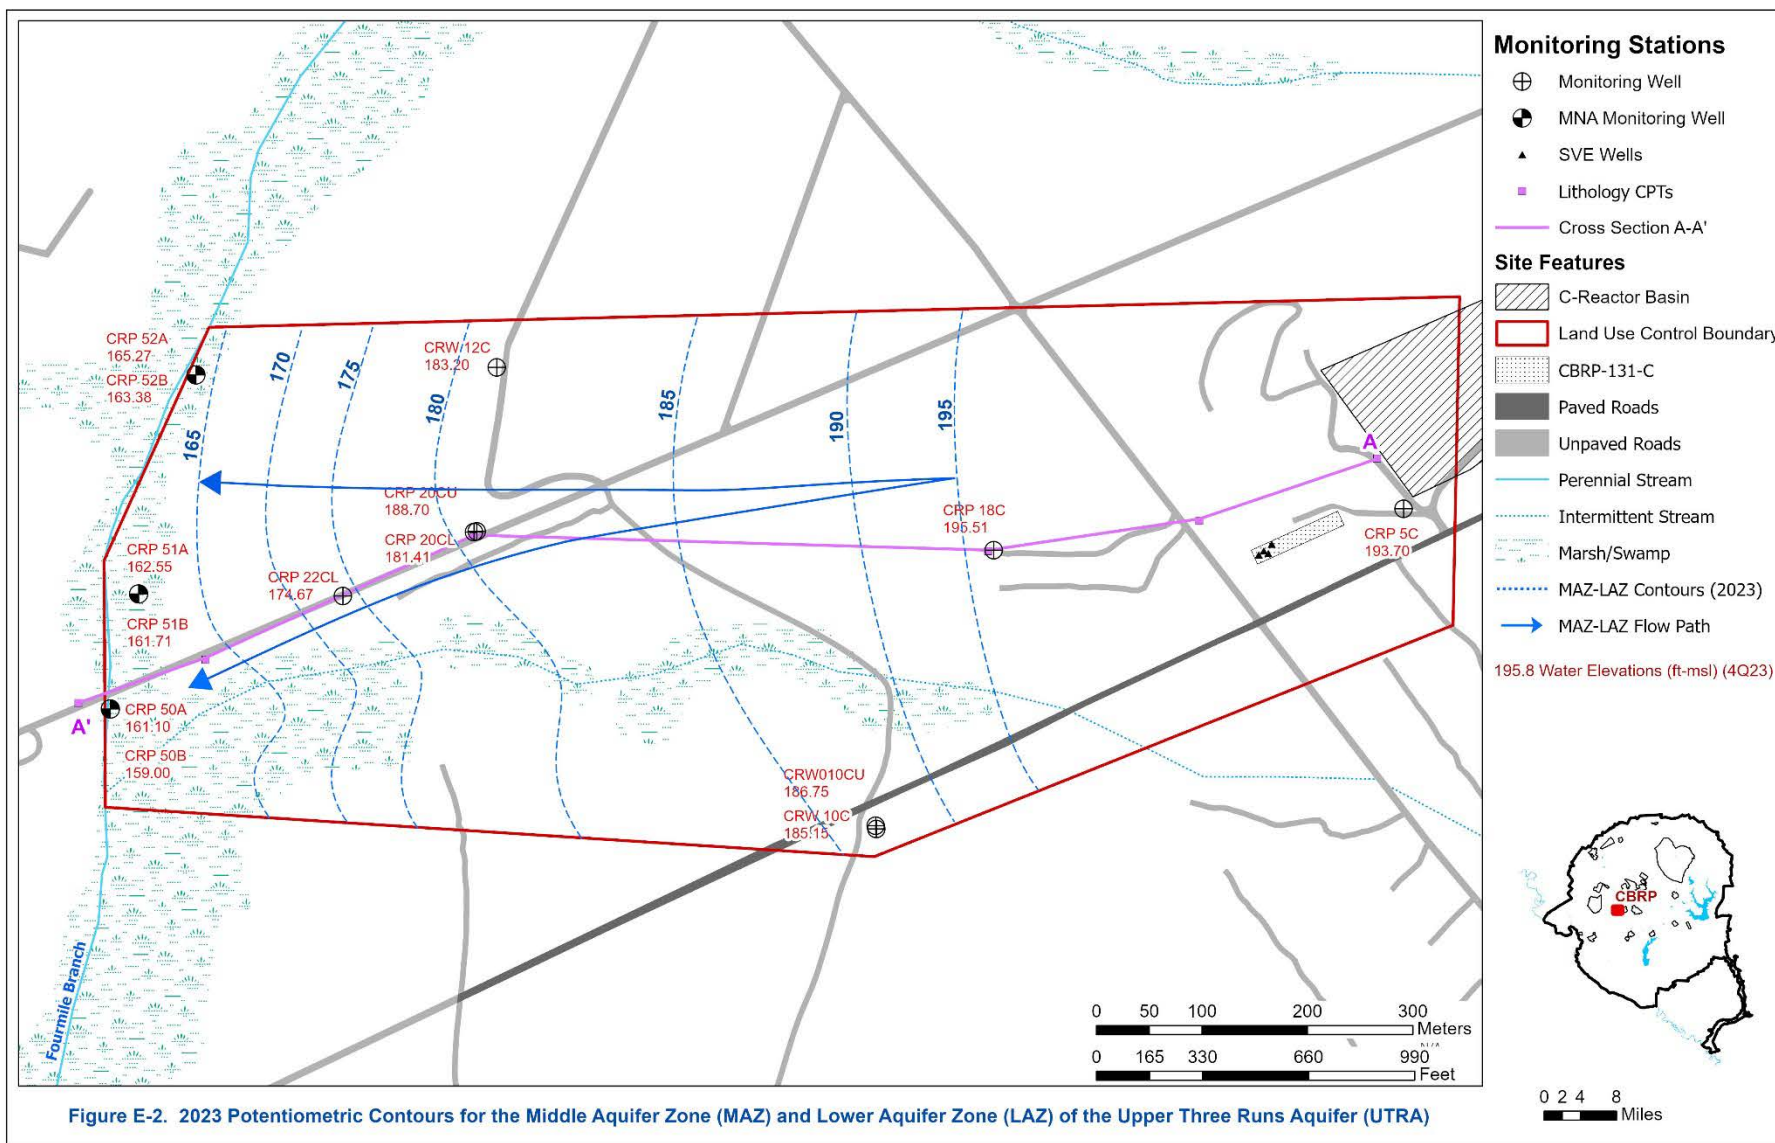 CRP 52A
165.27
CRP 52B
163.38
165
170
175
180
CRW 12C
183.20
185
190
195
A
CRP 20CU
188.70
CRP 20CL
181.41
CRP 18C
195.51
CRP 5C
193.70
CRP 51A
162.55
CRP 22CL
174.67
CRP 51B
161.71
A'
CRP 50A
161.10
CRP 50B
159.00
CRW010CU
186.75
CRW 10C
185.15
Fourmile Branch
0 50 100 200 300
Meters
0 165 330 660 990
Feet
Monitoring Stations
Monitoring Well
MNA Monitoring Well
SVE Wells
Lithology CPTs
Cross Section A-A'
Site Features
C-Reactor Basin
Land Use Control Boundary
CBRP-131-C
Paved Roads
Unpaved Roads
Perennial Stream
Intermittent Stream
Marsh/Swamp
MAZ-LAZ Contours (2023)
MAZ-LAZ Flow Path
195.8 Water Elevations (ft-msl) (4Q23)
CBRP
0 2 4 8
Miles
Figure E-2. 2023 Potentiometric Contours for the Middle Aquifer Zone (MAZ) and Lower Aquifer Zone (LAZ) of the Upper Three Runs Aquifer (UTRA)